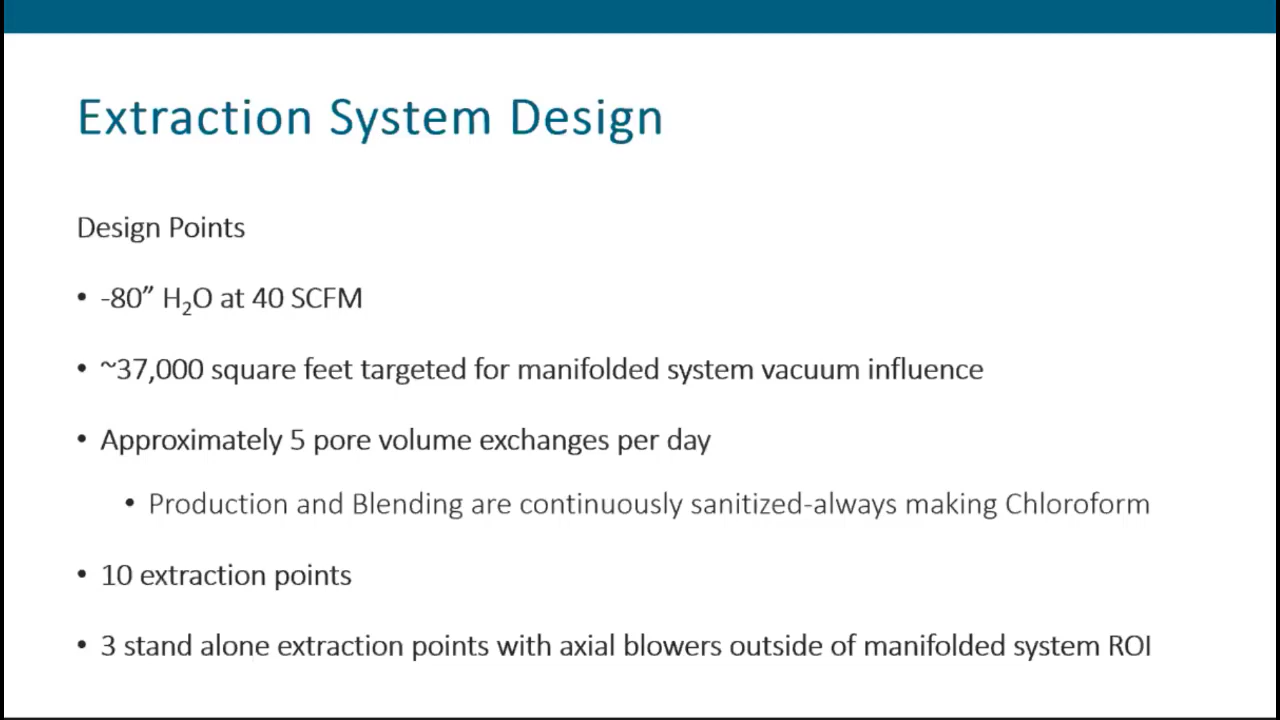 Extraction System Design
Design Points
• -80” H₂O at 40 SCFM
• ~37,000 square feet targeted for manifolded system vacuum influence
• Approximately 5 pore volume exchanges per day
• Production and Blending are continuously sanitized-always making Chloroform
• 10 extraction points
• 3 stand alone extraction points with axial blowers outside of manifolded system ROI